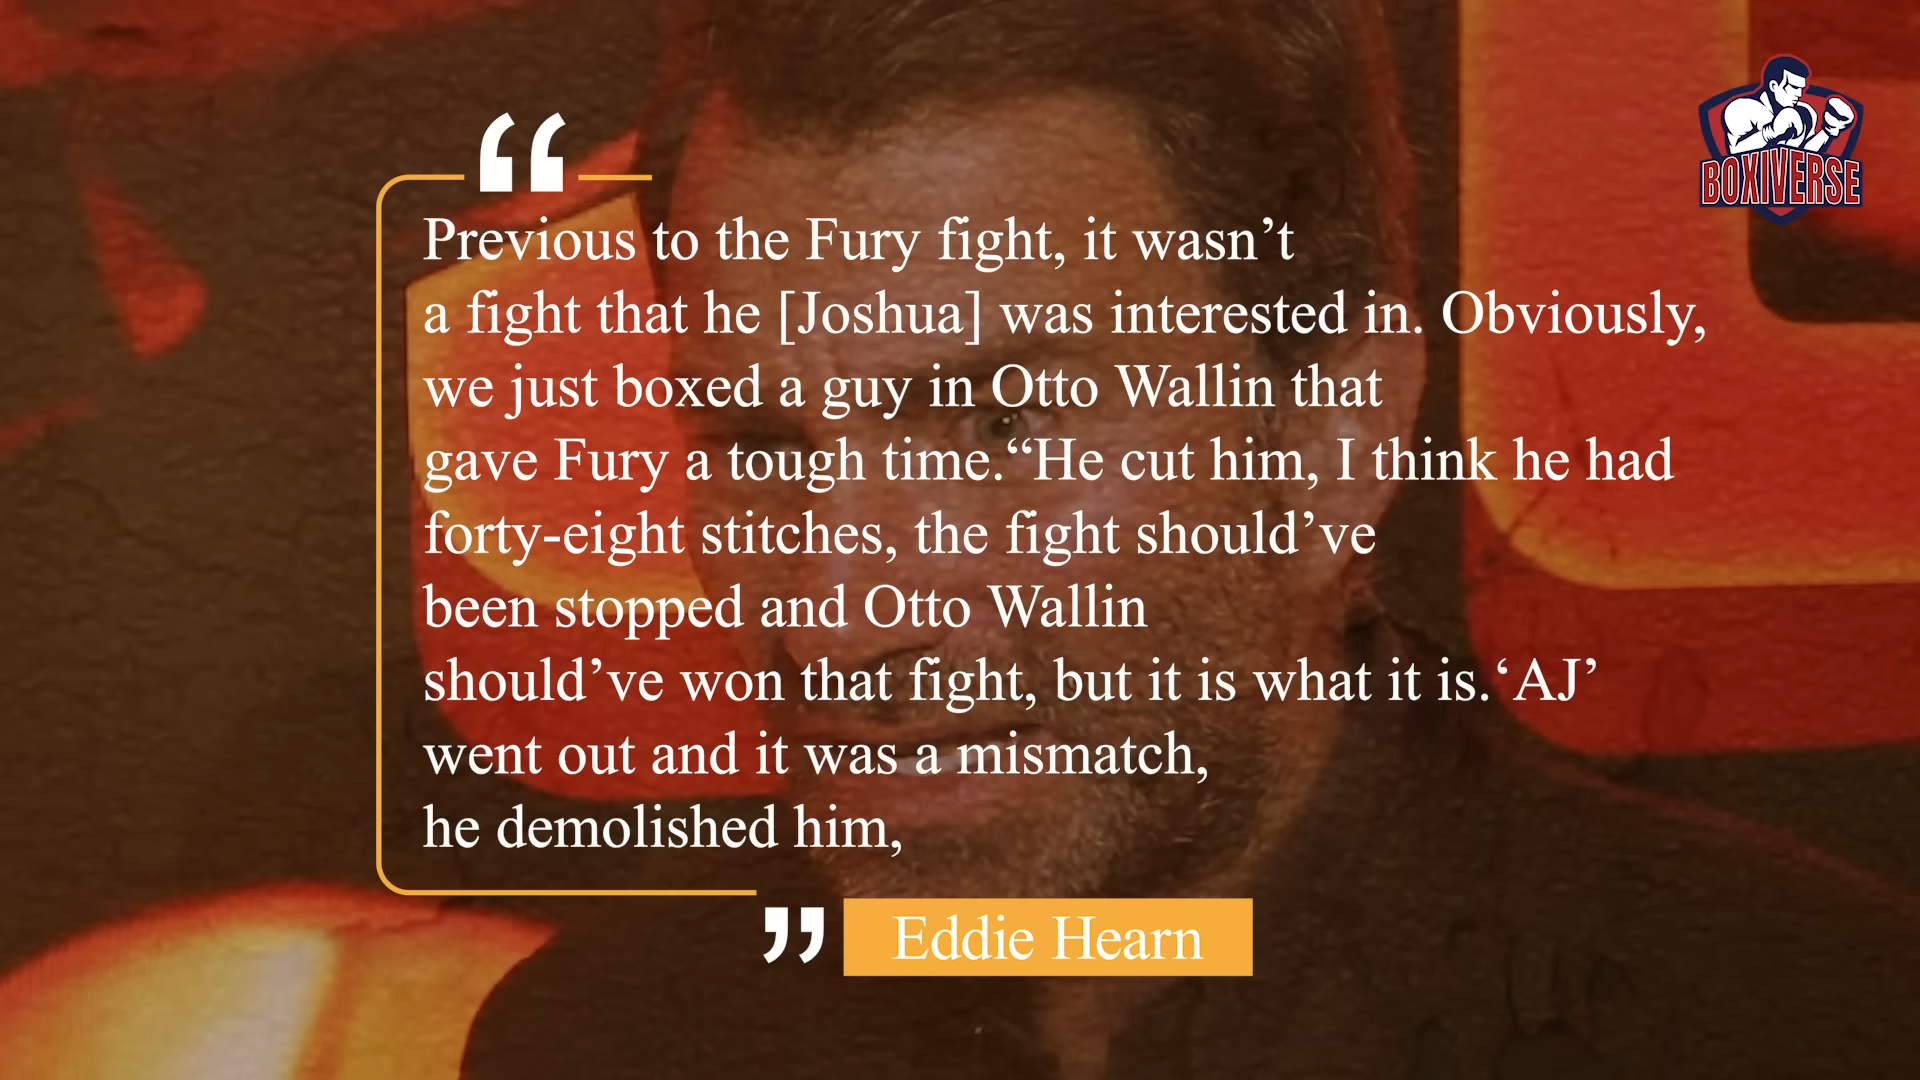 BOXIVERSE
“
Previous to the Fury fight, it wasn’t
a fight that he [Joshua] was interested in. Obviously,
we just boxed a guy in Otto Wallin that
gave Fury a tough time.“He cut him, I think he had
forty-eight stitches, the fight should’ve
been stopped and Otto Wallin
should’ve won that fight, but it is what it is.‘AJ’
went out and it was a mismatch,
he demolished him,
” Eddie Hearn